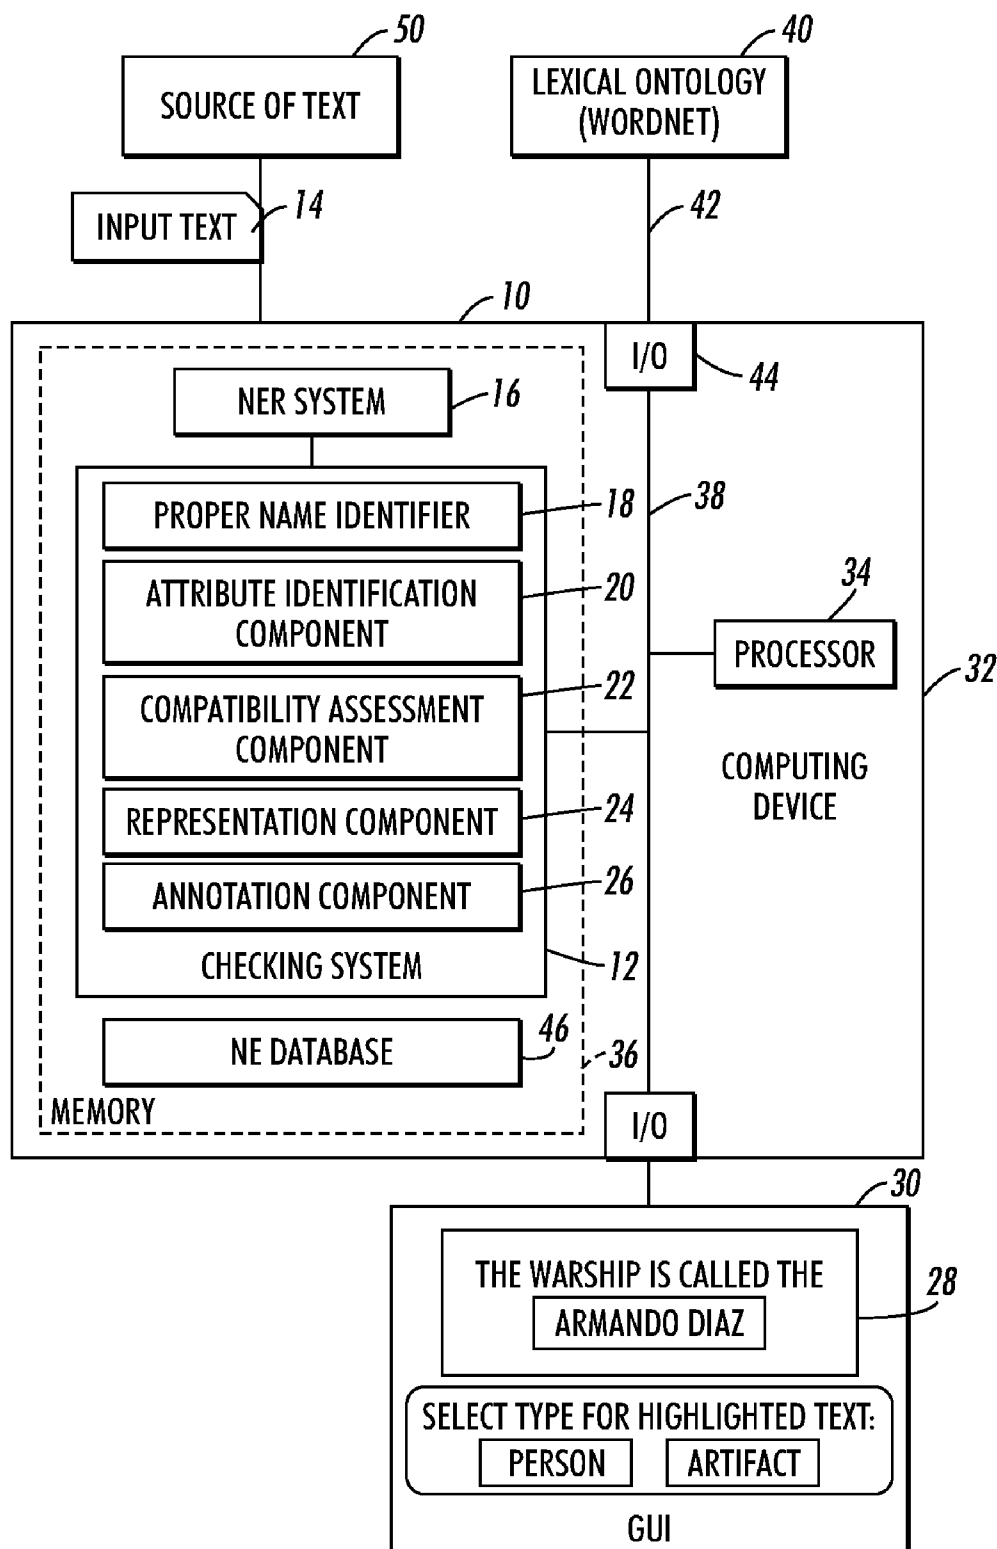 50
SOURCE OF TEXT
40
LEXICAL ONTOLOGY
(WORDNET)
INPUT TEXT
14
42
10
I/O
44
NER SYSTEM
16
PROPER NAME IDENTIFIER
18
38
ATTRIBUTE IDENTIFICATION
COMPONENT
20
34
PROCESSOR
32
COMPATIBILITY ASSESSMENT
COMPONENT
22
COMPUTING
DEVICE
REPRESENTATION COMPONENT
24
ANNOTATION COMPONENT
26
CHECKING SYSTEM
12
NE DATABASE
46
36
MEMORY
I/O
30
THE WARSHIP IS CALLED THE
ARMANDO DIAZ
28
SELECT TYPE FOR HIGHLIGHTED TEXT:
PERSON
ARTIFACT
GUI